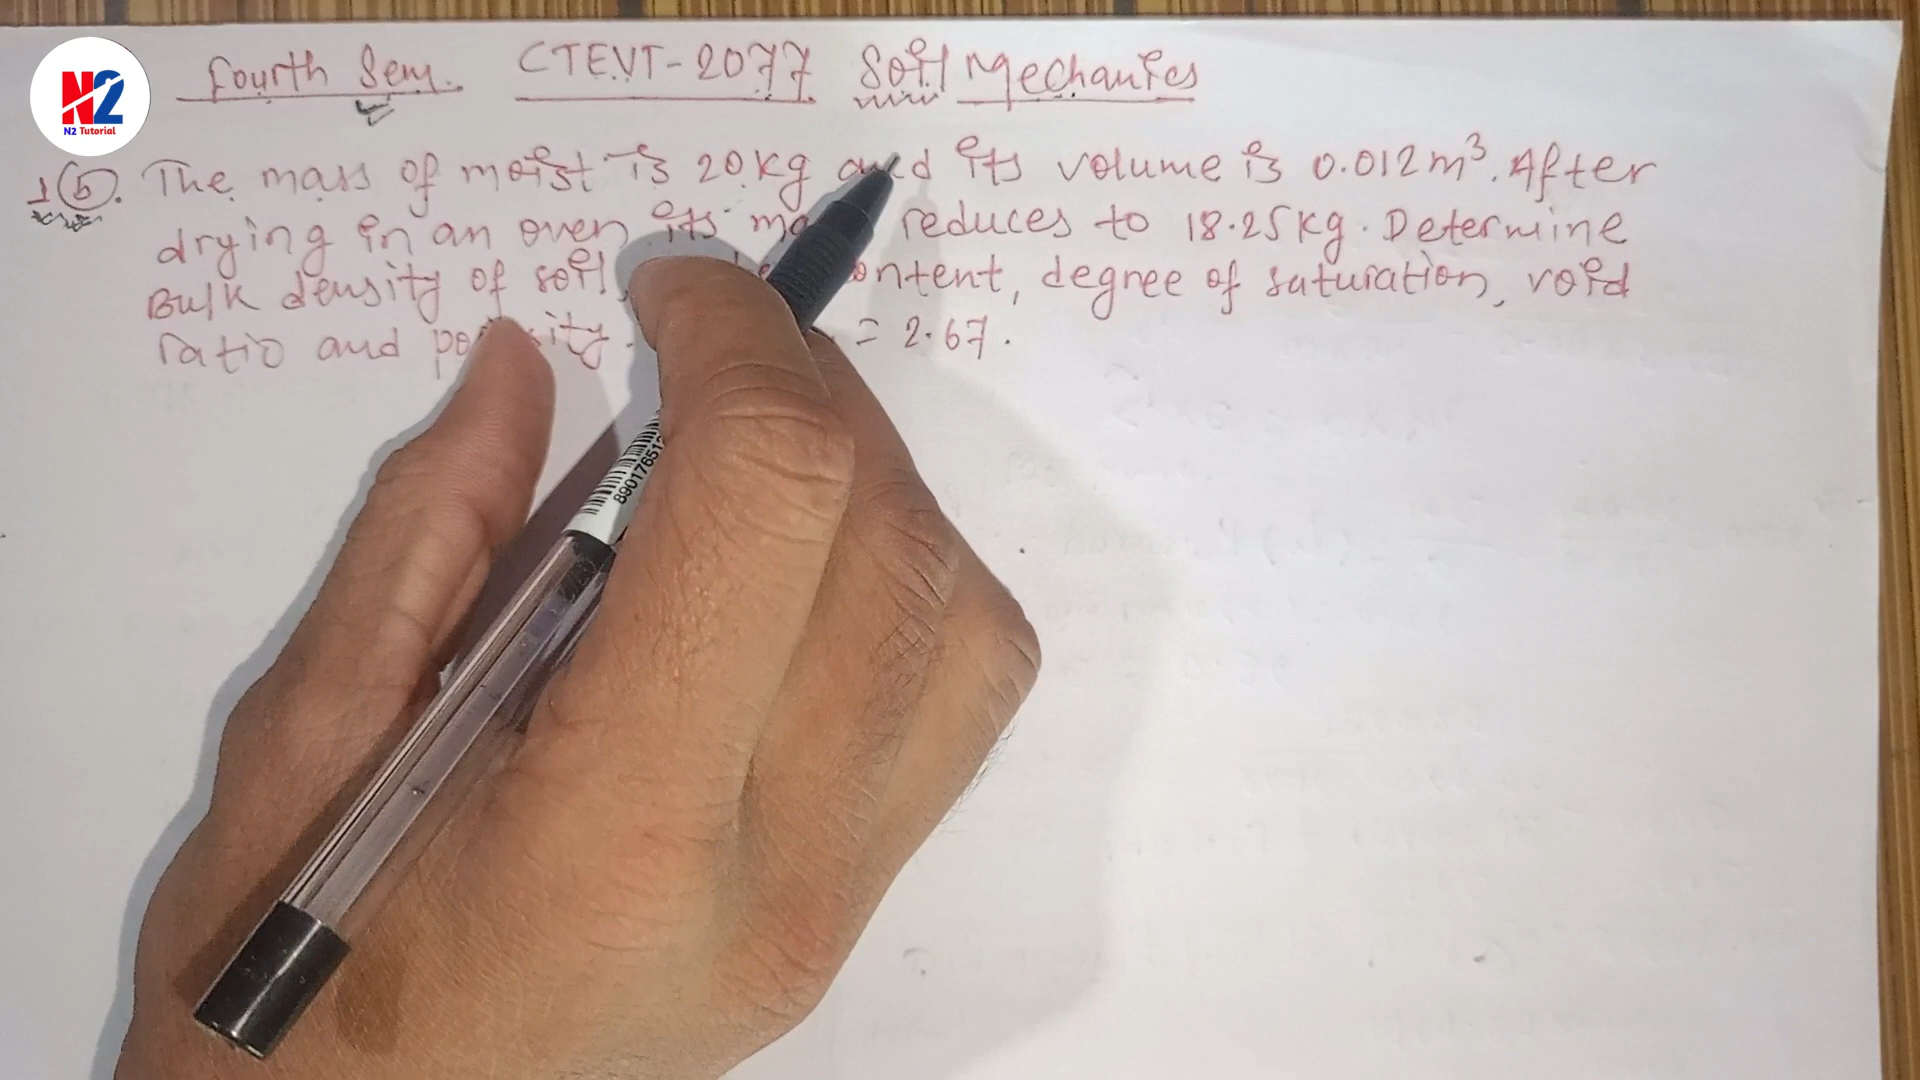 N2
N2 Tutorial
Fourth Sem. CTEVT-2077 Soil Mechanics
1(b). The mass of moist is 20kg and its volume is 0.012m³. After
drying in an oven its reduces to 18.25kg. Determine
Bulk density of soil, degree of saturation, void
ratio and = 2.67.
8901765